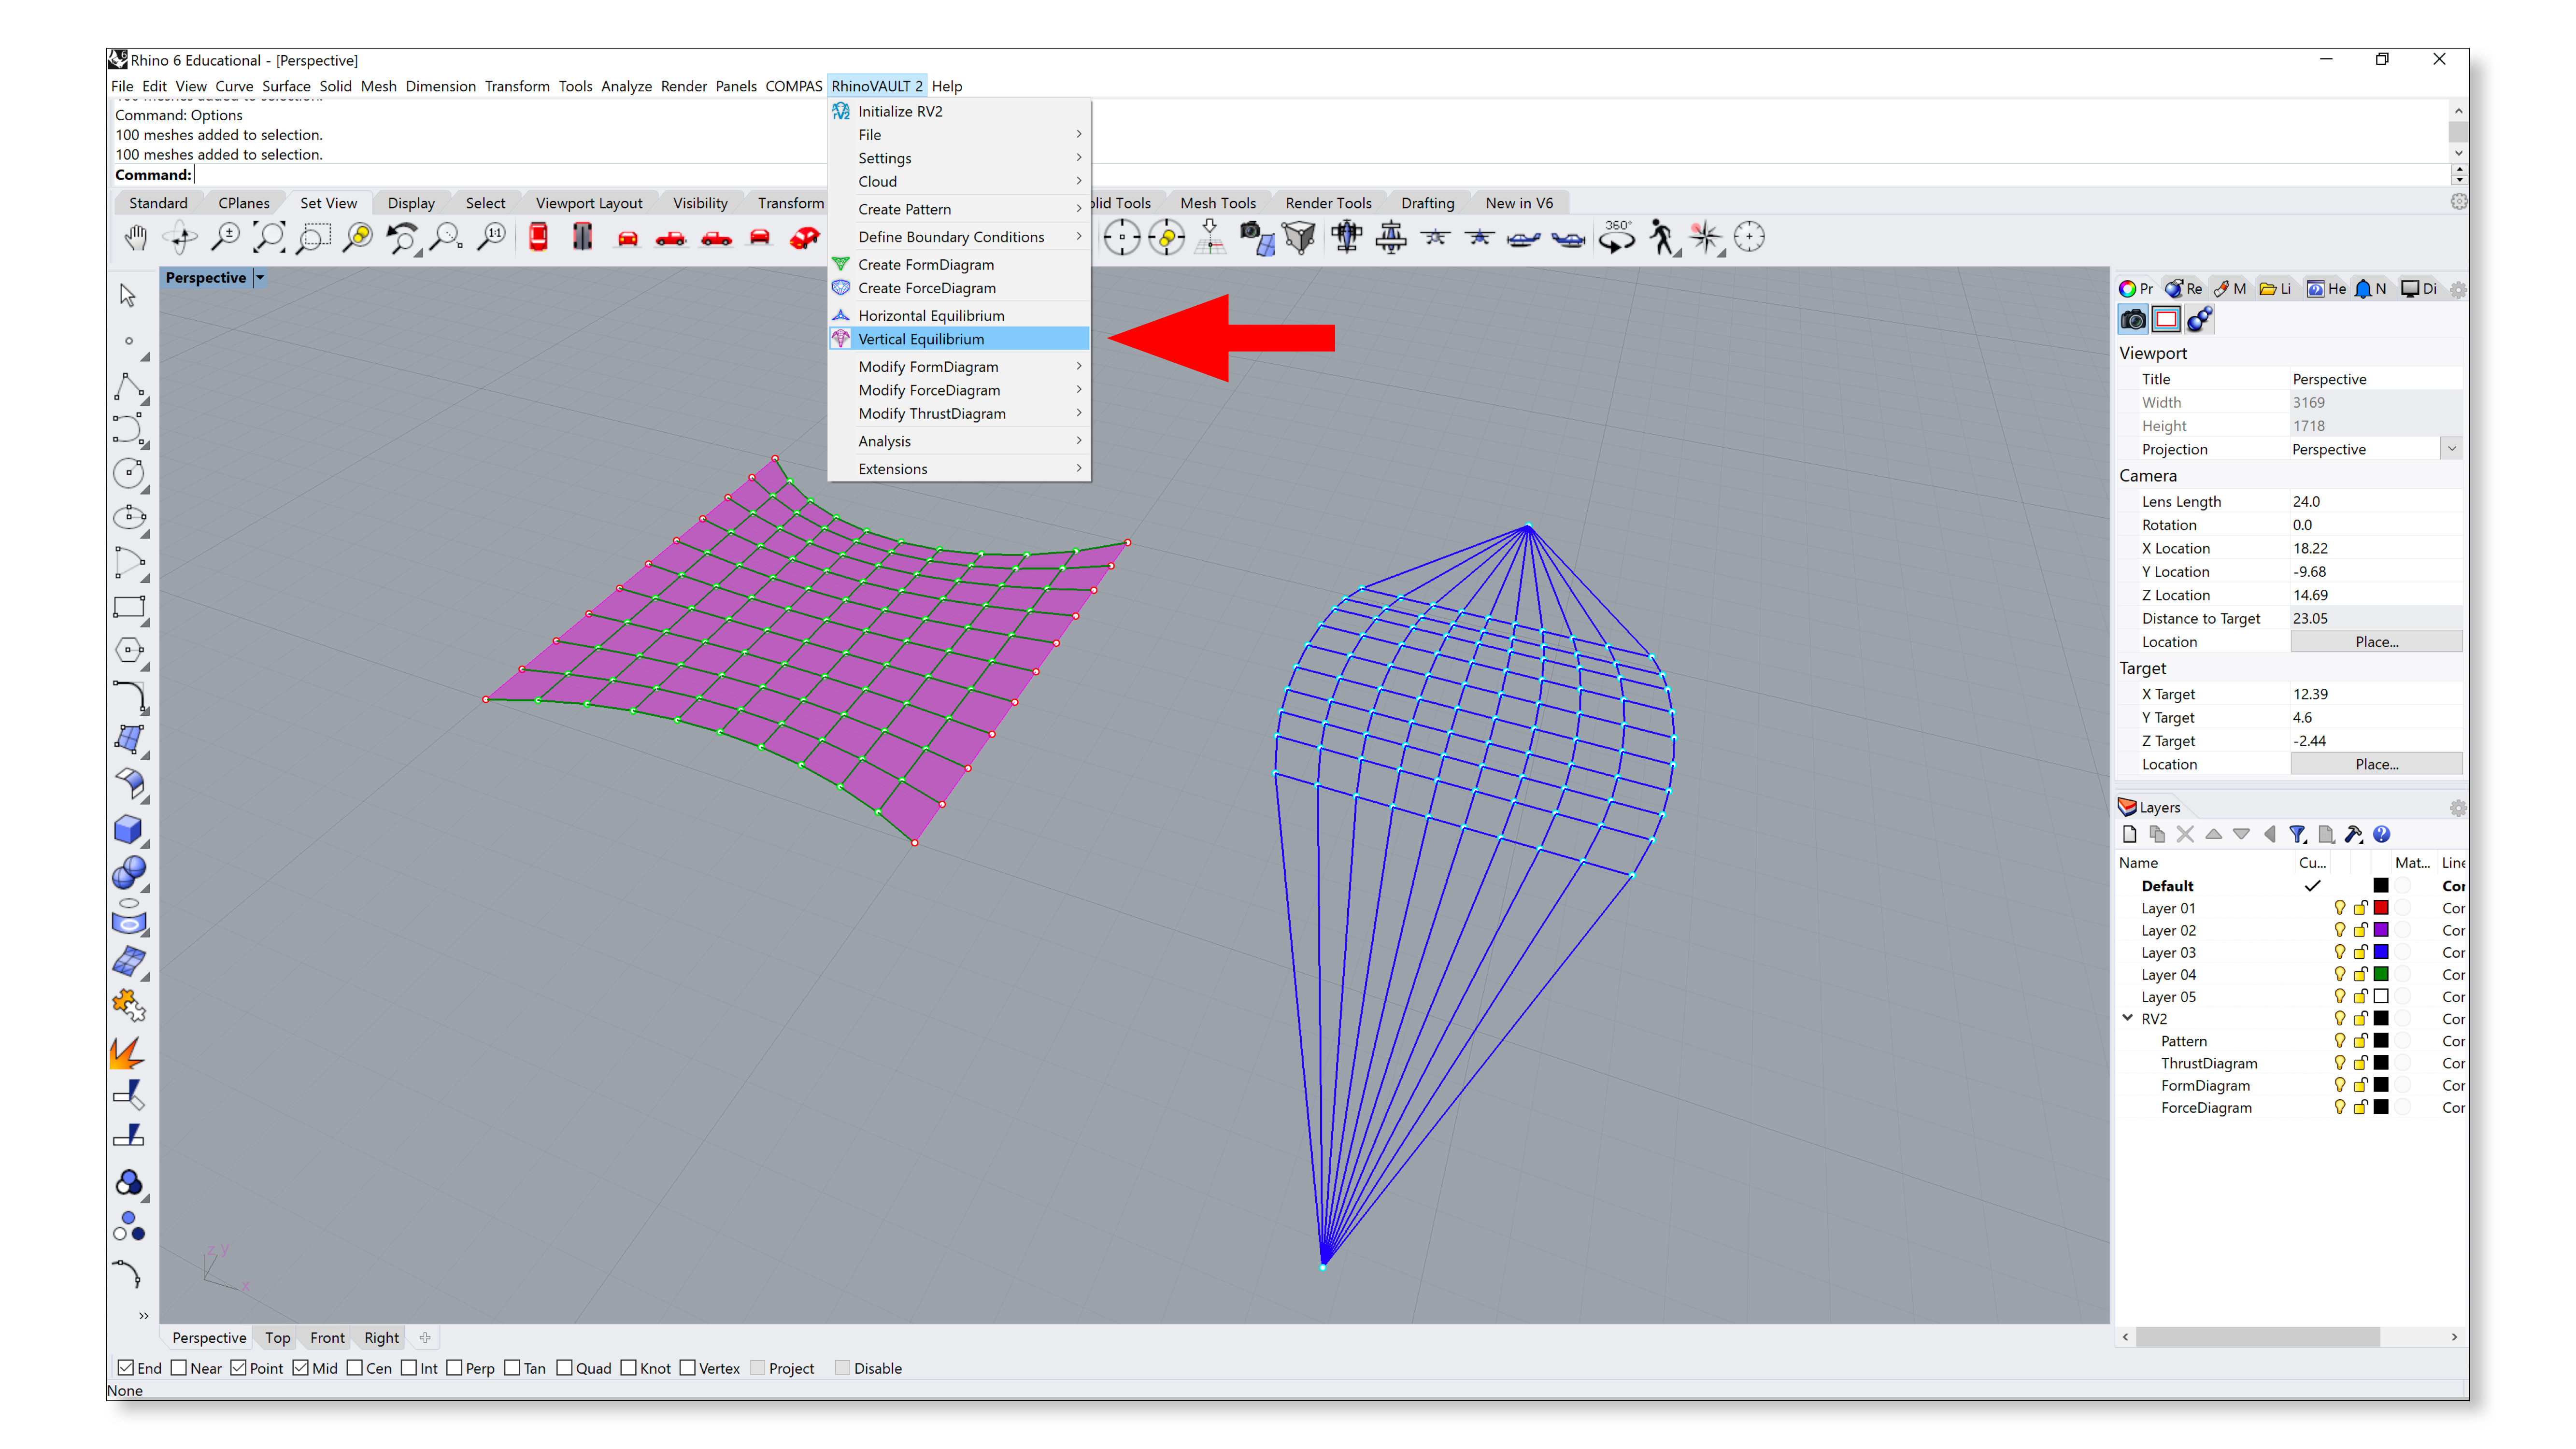 Rhino 6 Educational - [Perspective]
File Edit View Curve Surface Solid Mesh Dimension Transform Tools Analyze Render Panels COMPAS RhinoVAULT 2 Help
Command: Options
100 meshes added to selection.
100 meshes added to selection.
Command:
Standard CPlanes Set View Display Select Viewport Layout Visibility Transform Tools Mesh Tools Render Tools Drafting New in V6
1:1
360°
Initialize RV2
File
Settings
Cloud
Create Pattern
Define Boundary Conditions
Create FormDiagram
Create ForceDiagram
Horizontal Equilibrium
Vertical Equilibrium
Modify FormDiagram
Modify ForceDiagram
Modify ThrustDiagram
Analysis
Extensions
Perspective
z y
x
Pr Re M Li He N Di
Viewport
Title Perspective
Width 3169
Height 1718
Projection Perspective
Camera
Lens Length 24.0
Rotation 0.0
X Location 18.22
Y Location -9.68
Z Location 14.69
Distance to Target 23.05
Location Place...
Target
X Target 12.39
Y Target 4.6
Z Target -2.44
Location Place...
Layers
Name Cu... Mat... Line
Default Cor
Layer 01 Cor
Layer 02 Cor
Layer 03 Cor
Layer 04 Cor
Layer 05 Cor
RV2 Cor
Pattern Cor
ThrustDiagram Cor
FormDiagram Cor
ForceDiagram Cor
Perspective Top Front Right
End Near Point Mid Cen Int Perp Tan Quad Knot Vertex Project Disable
None